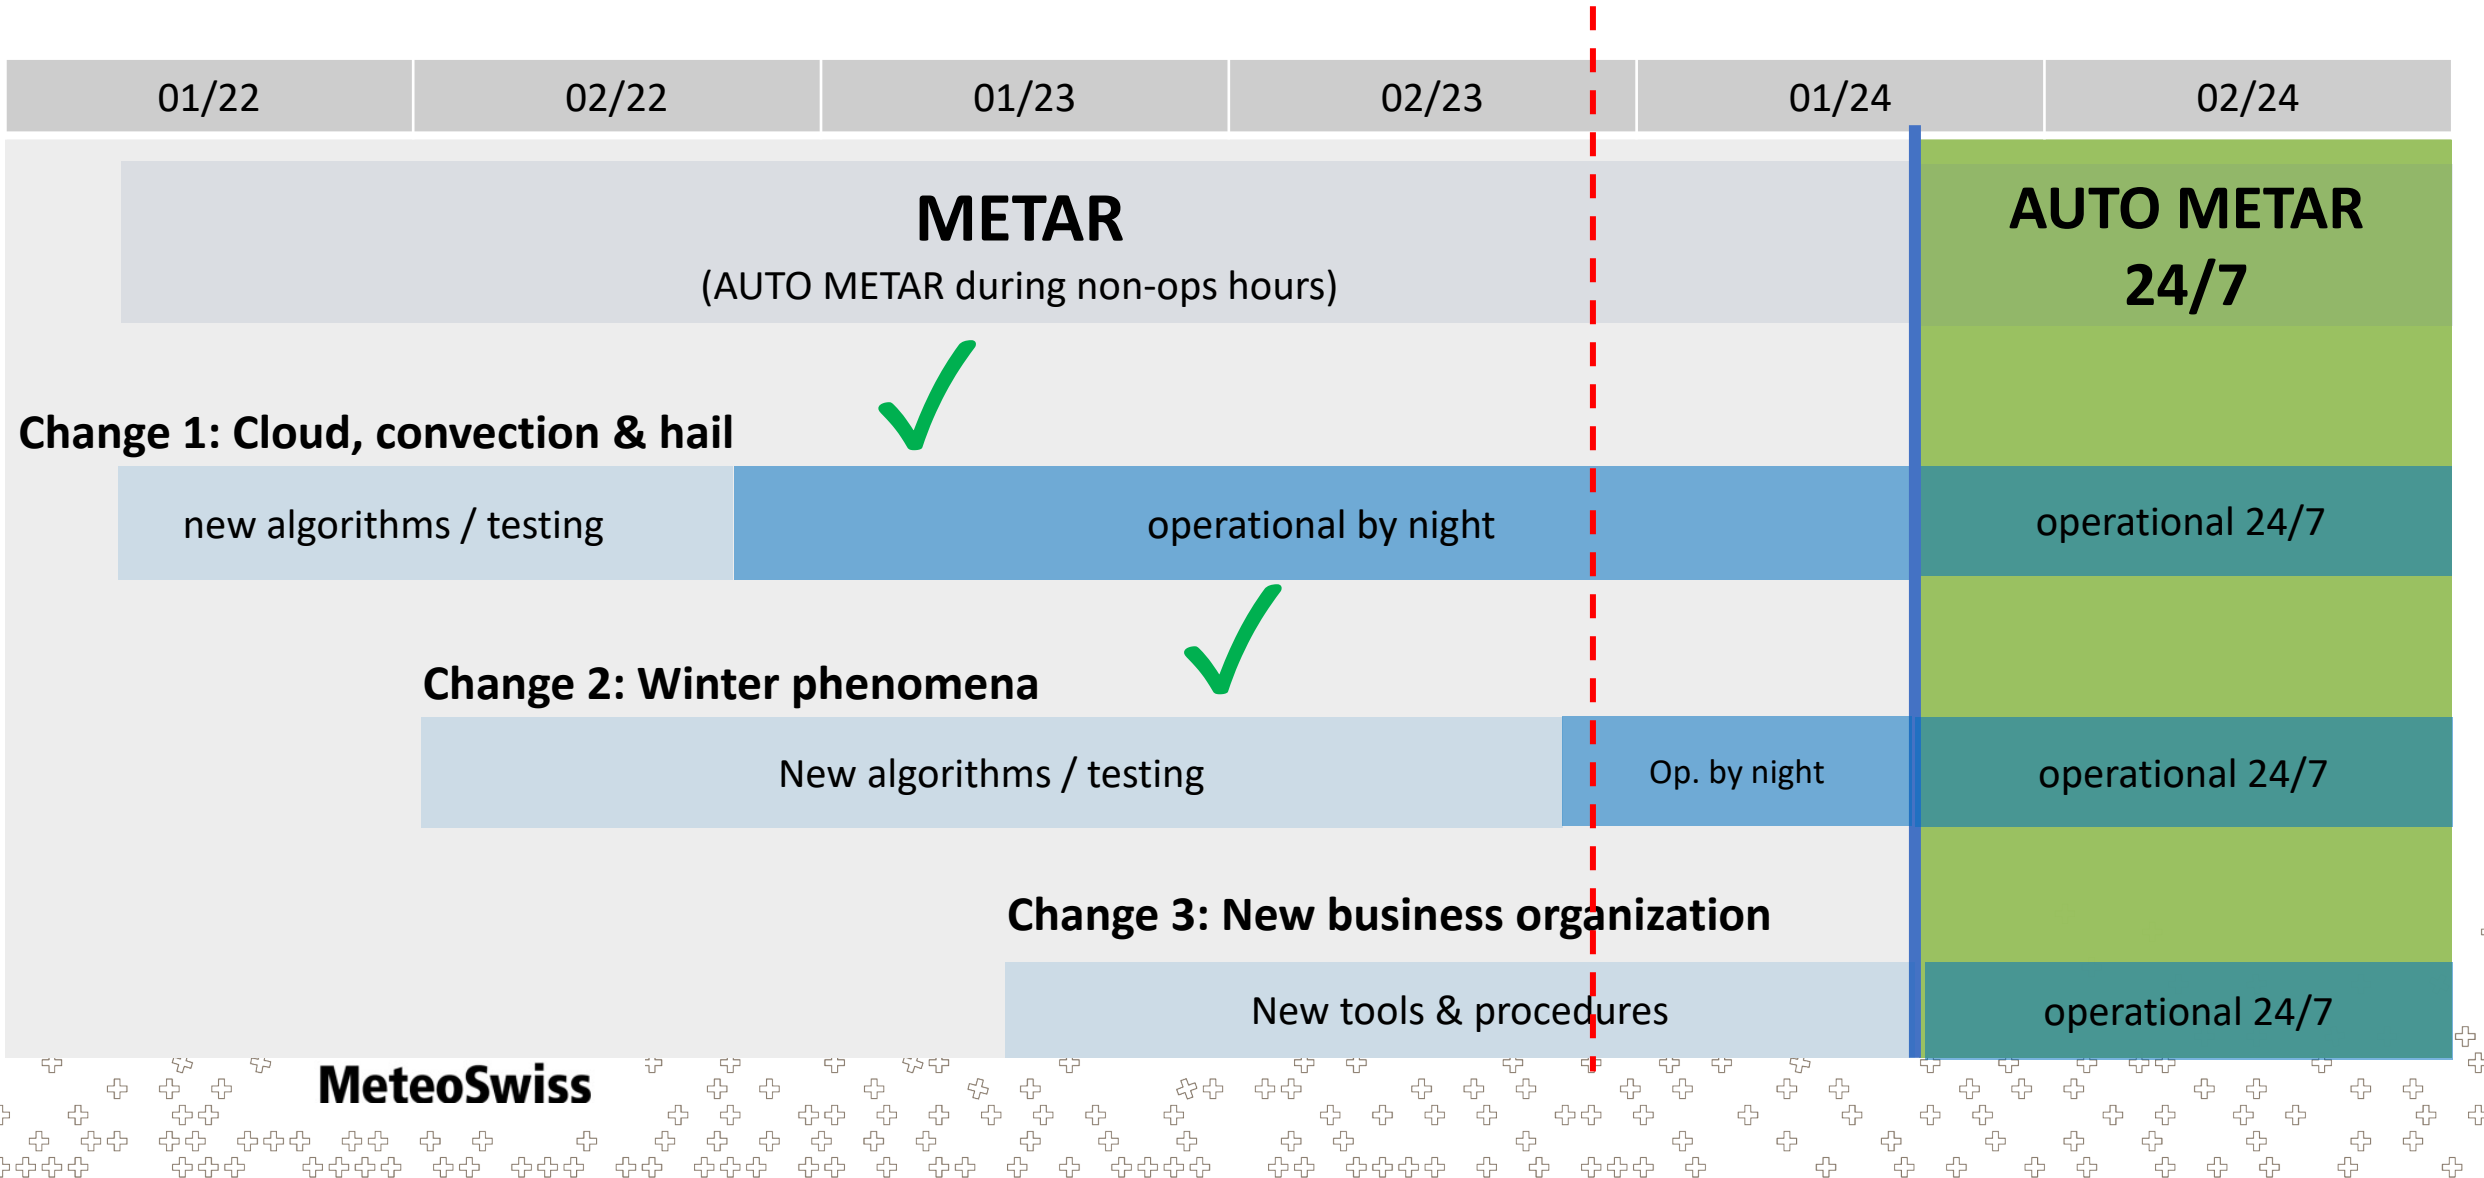 01/22 02/22 01/23 02/23 01/24 02/24
METAR
(AUTO METAR during non-ops hours)
AUTO METAR
24/7
Change 1: Cloud, convection & hail
new algorithms / testing
operational by night
operational 24/7
Change 2: Winter phenomena
New algorithms / testing
Op. by night
operational 24/7
Change 3: New business organization
New tools & procedures
operational 24/7
MeteoSwiss